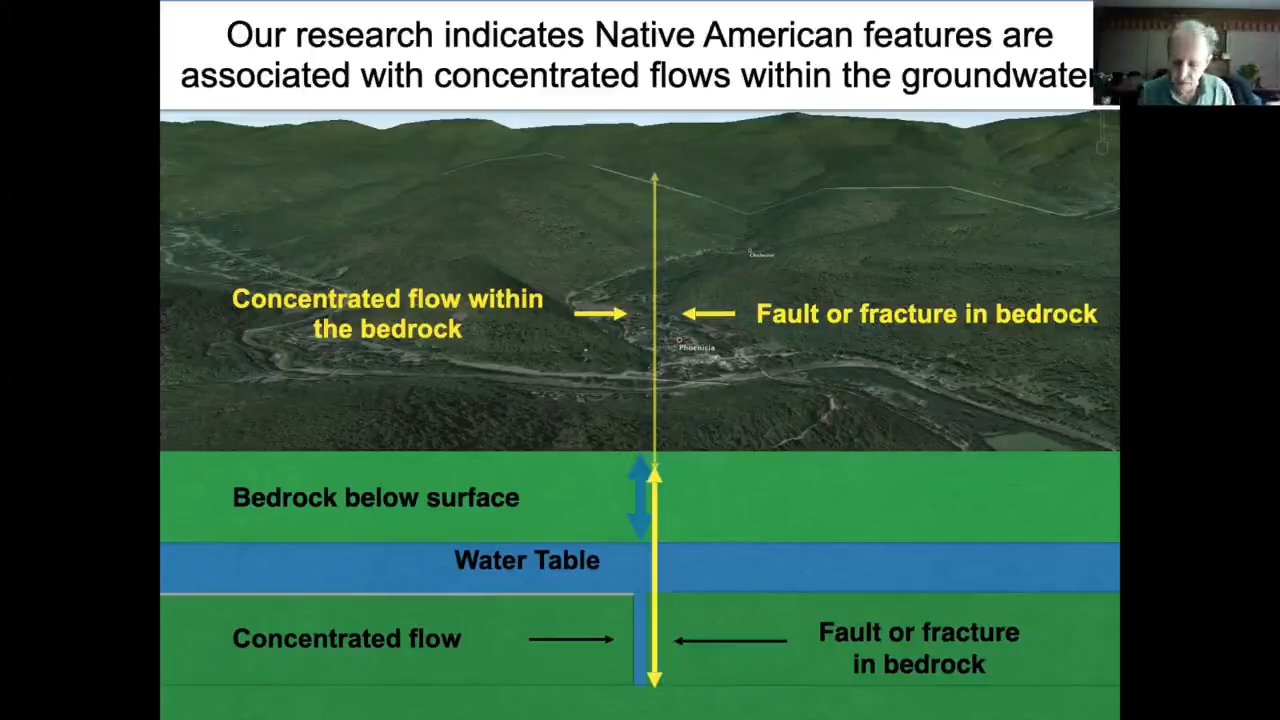 Our research indicates Native American features are
associated with concentrated flows within the groundwater
Chichester
Concentrated flow within
the bedrock
Fault or fracture in bedrock
Phoenicia
Bedrock below surface
Water Table
Concentrated flow
Fault or fracture
in bedrock